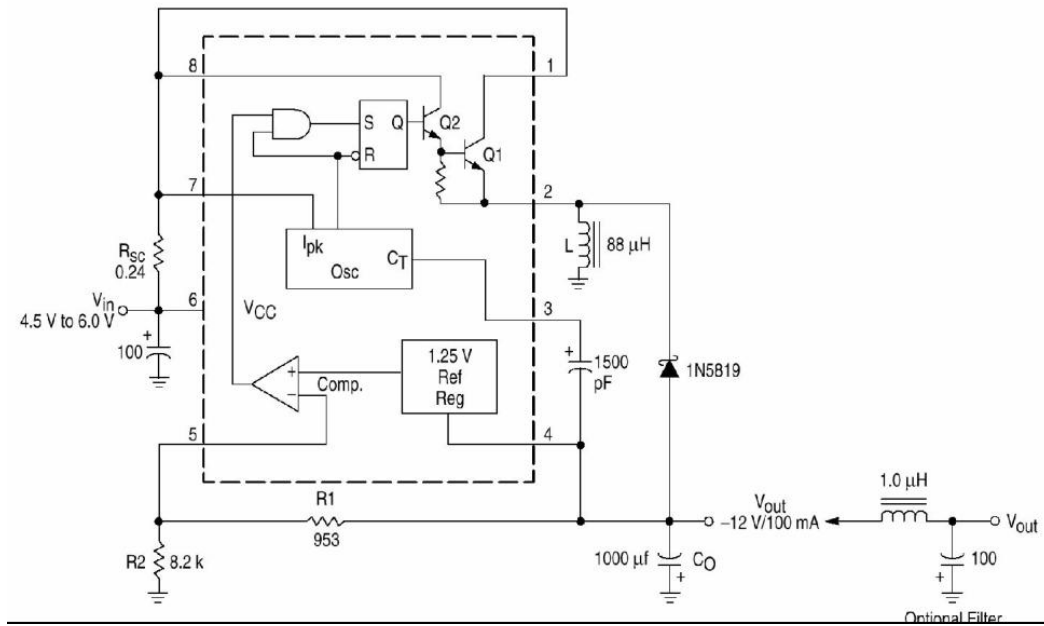 8
1
S
Q
Q2
R
Q1
7
2
Ipk
CT
Osc
L
88 µH
RSC
0.24
Vin
4.5 V to 6.0 V
6
VCC
3
+
100
1.25 V
Ref
Reg
+
1500
pF
1N5819
+
Comp.
−
5
4
R1
953
1.0 µH
Vout
−12 V/100 mA
Vout
R2
8.2 k
1000 µf
CO
+
100
+
Optional Filter